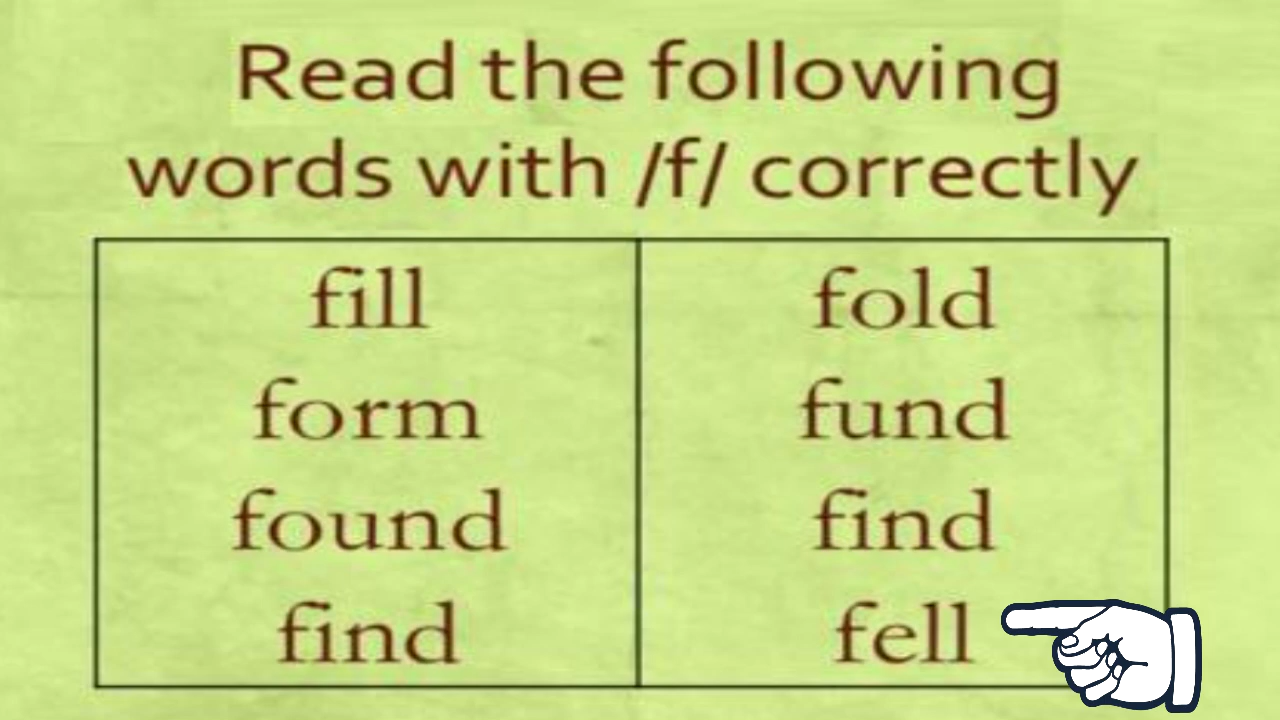 Read the following
words with /f/ correctly
fill fold
form fund
found find
find fell